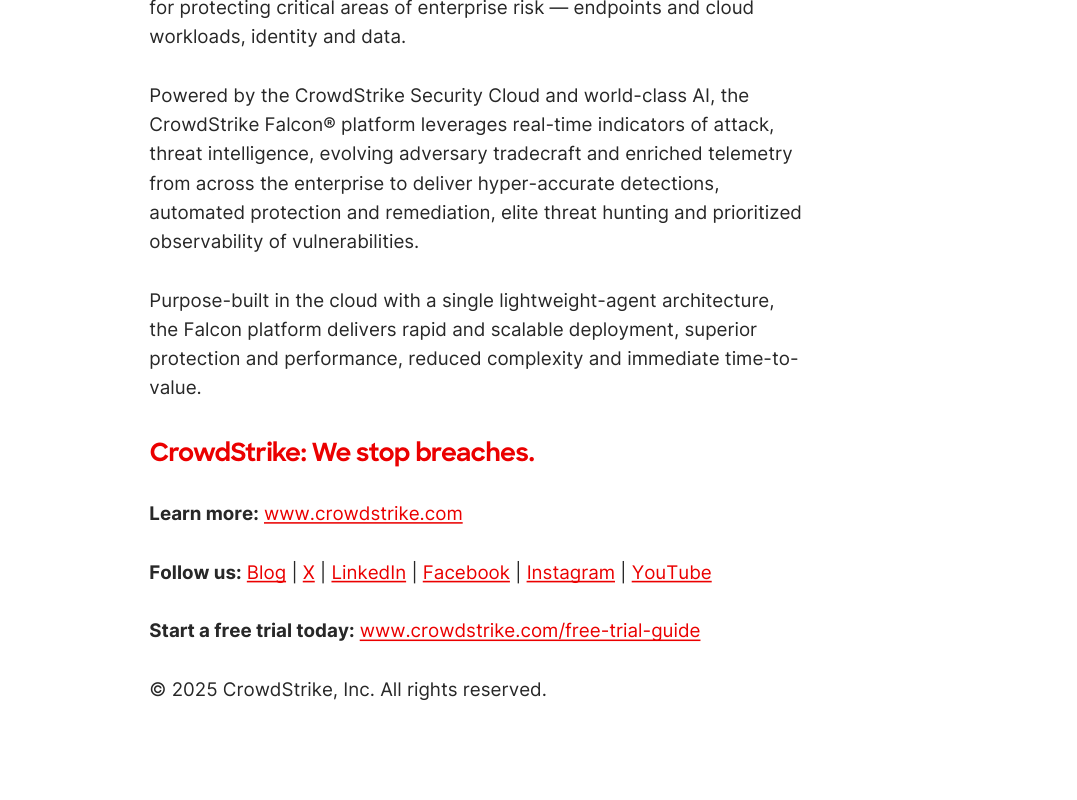 for protecting critical areas of enterprise risk — endpoints and cloud
workloads, identity and data.
Powered by the CrowdStrike Security Cloud and world-class AI, the
CrowdStrike Falcon® platform leverages real-time indicators of attack,
threat intelligence, evolving adversary tradecraft and enriched telemetry
from across the enterprise to deliver hyper-accurate detections,
automated protection and remediation, elite threat hunting and prioritized
observability of vulnerabilities.
Purpose-built in the cloud with a single lightweight-agent architecture,
the Falcon platform delivers rapid and scalable deployment, superior
protection and performance, reduced complexity and immediate time-to-
value.
CrowdStrike: We stop breaches.
Learn more: www.crowdstrike.com
Follow us: Blog | X | LinkedIn | Facebook | Instagram | YouTube
Start a free trial today: www.crowdstrike.com/free-trial-guide
© 2025 CrowdStrike, Inc. All rights reserved.